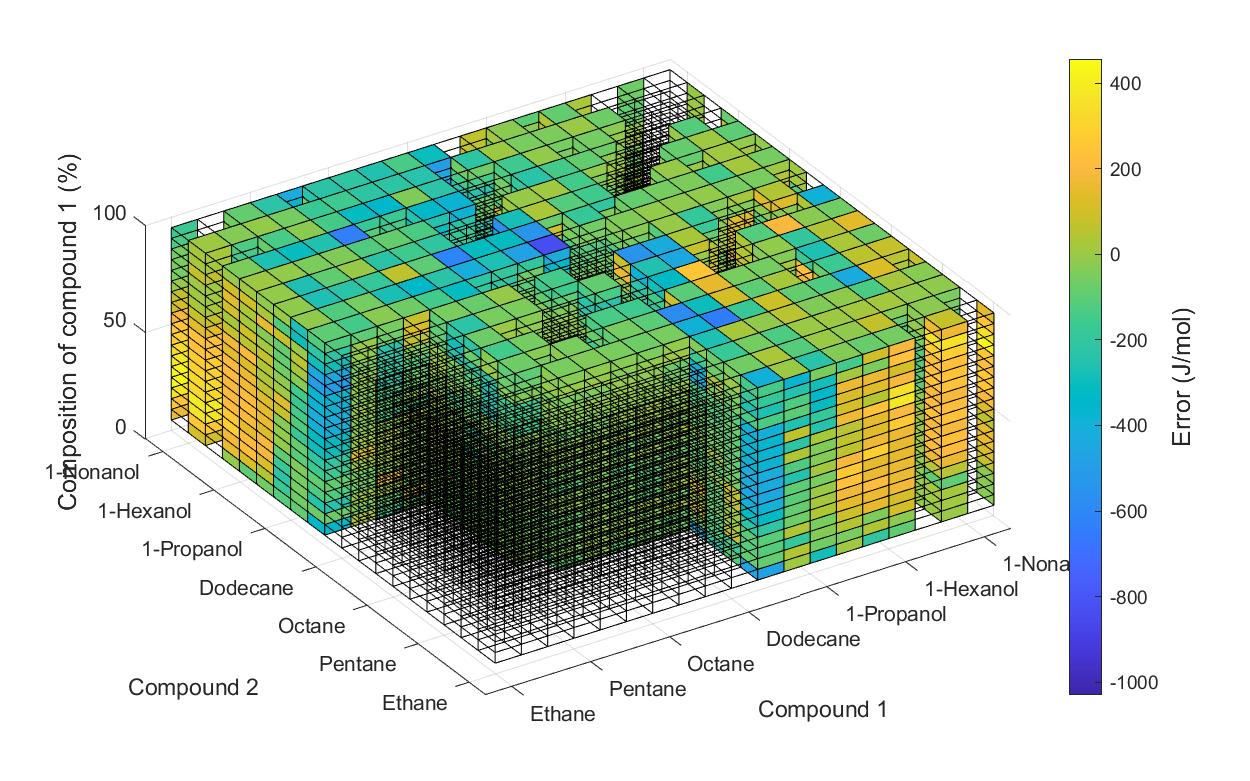 Composition of compound 1 (%)
100
50
0
1-Nonanol
1-Hexanol
1-Propanol
Dodecane
Octane
Pentane
Ethane
Compound 2
Ethane
Pentane
Octane
Dodecane
1-Propanol
1-Hexanol
1-Nona
Compound 1
400
200
0
-200
-400
-600
-800
-1000
Error (J/mol)